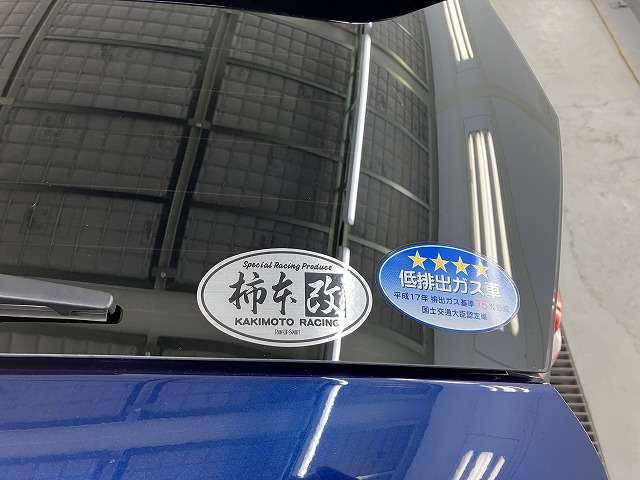 Special Racing Produce
柿本改
KAKIMOTO RACING
低排出ガス車
平成17年 排出ガス基準 75%低減
国土交通大臣認定車